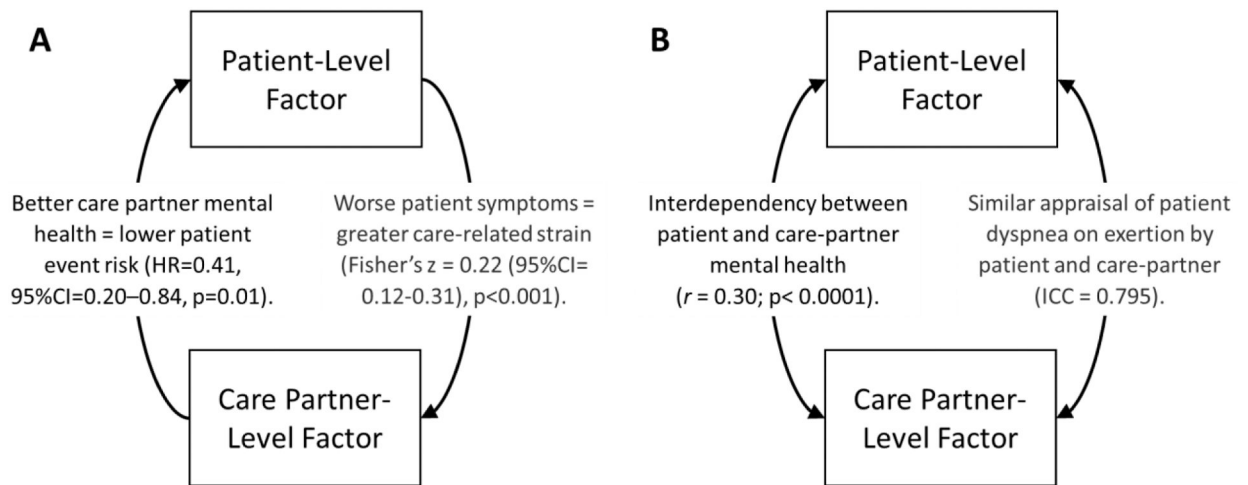 A
Patient-Level
Factor
Better care partner mental
health = lower patient
event risk (HR=0.41,
95%CI=0.20–0.84, p=0.01).
Worse patient symptoms =
greater care-related strain
(Fisher's z = 0.22 (95%CI=
0.12-0.31), p<0.001).
Care Partner-
Level Factor
B
Patient-Level
Factor
Interdependency between
patient and care-partner
mental health
(r = 0.30; p< 0.0001).
Similar appraisal of patient
dyspnea on exertion by
patient and care-partner
(ICC = 0.795).
Care Partner-
Level Factor